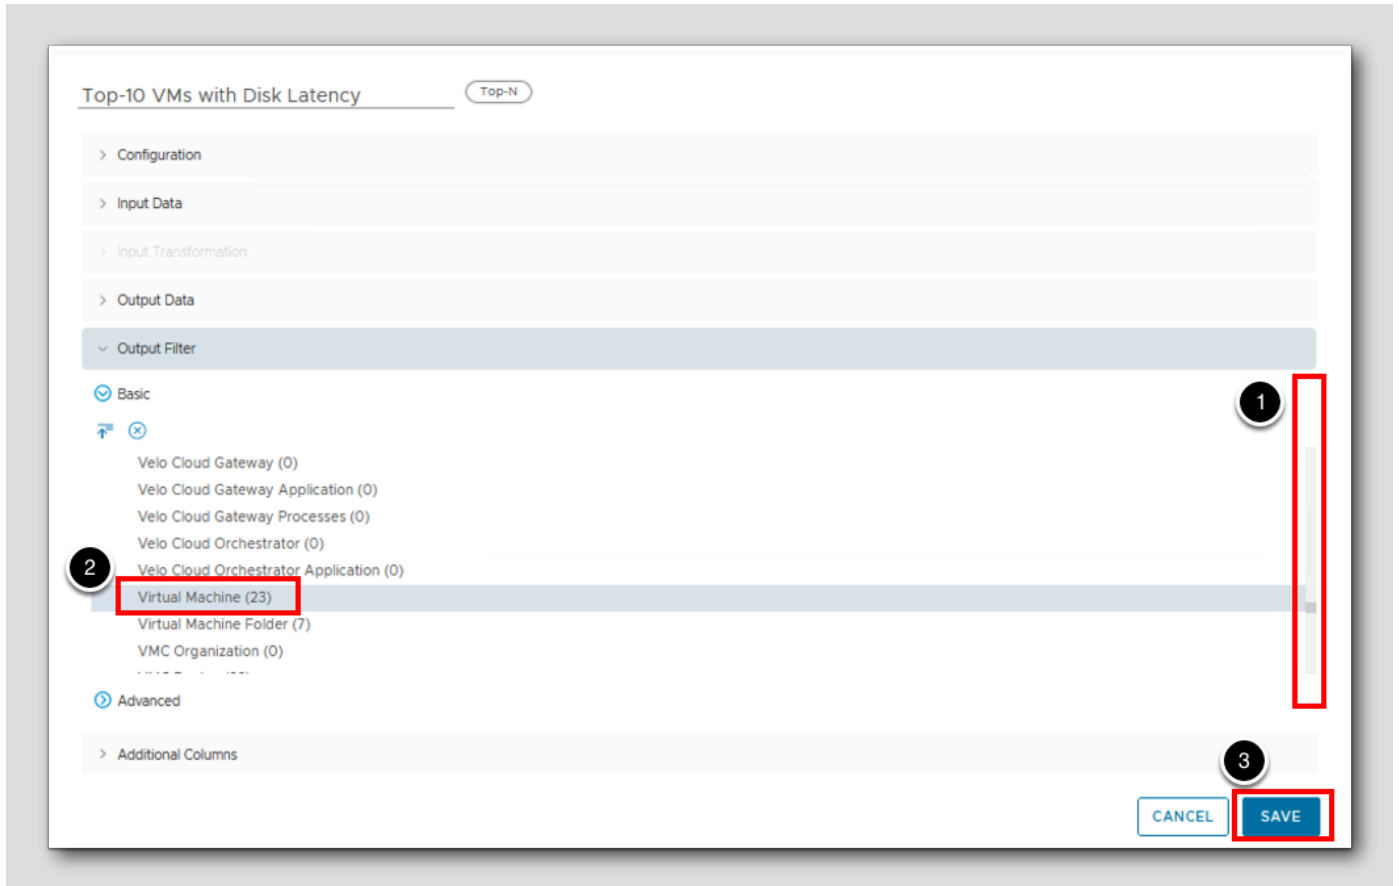 Top-10 VMs with Disk Latency
Top-N
Configuration
Input Data
Input Transformation
Output Data
Output Filter
Basic
1
Velo Cloud Gateway (0)
Velo Cloud Gateway Application (0)
Velo Cloud Gateway Processes (0)
Velo Cloud Orchestrator (0)
2
Velo Cloud Orchestrator Application (0)
Virtual Machine (23)
Virtual Machine Folder (7)
VMC Organization (0)
Advanced
Additional Columns
3
CANCEL
SAVE